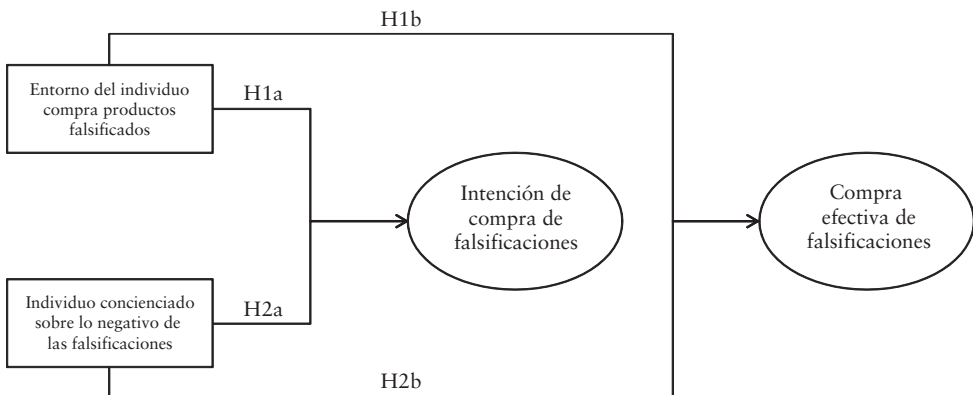 H1b
Entorno del individuo
compra productos
falsificados
H1a
Intención de
compra de
falsificaciones
Compra
efectiva de
falsificaciones
Individuo concienciado
sobre lo negativo de
las falsificaciones
H2a
H2b